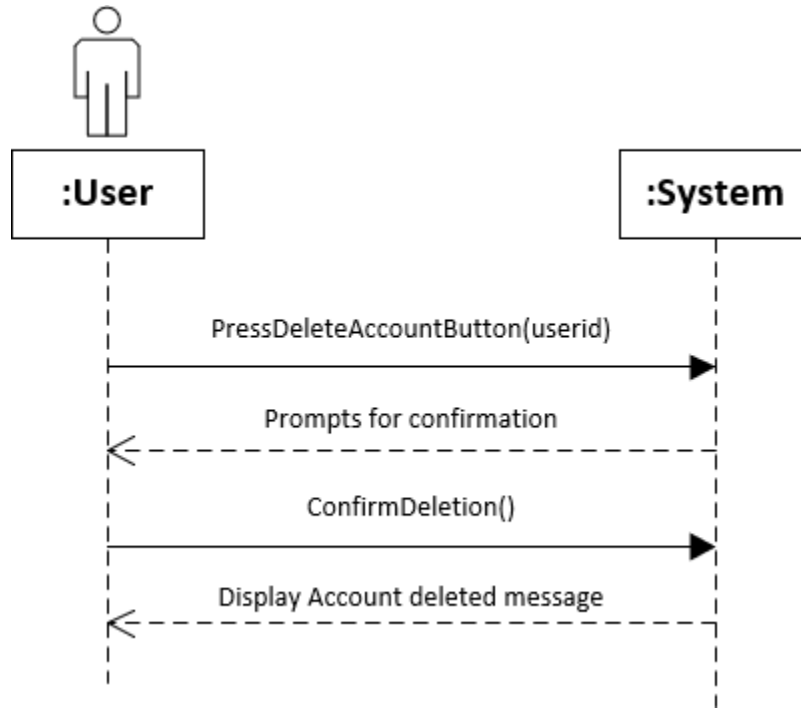 :User
:System
PressDeleteAccountButton(userid)
Prompts for confirmation
ConfirmDeletion()
Display Account deleted message